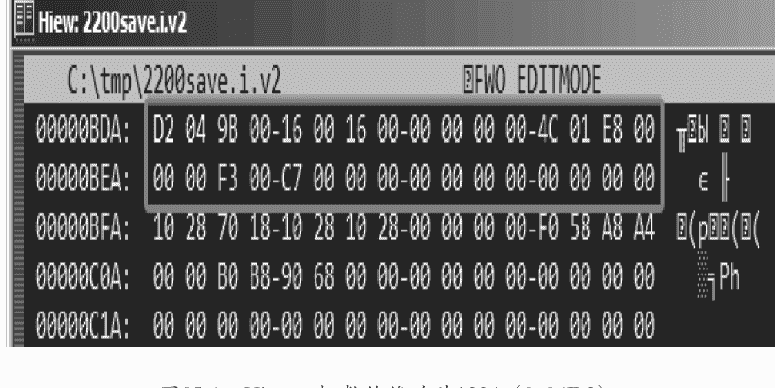 Hiew: 2200save.i.v2
C:\tmp\2200save.i.v2 FWO EDITMODE
00000BDA: D2 04 9B 00-16 00 16 00-00 00 00 00-4C 01 E8 00
00000BEA: 00 00 F3 00-C7 00 00 00-00 00 00 00-00 00 00 00
00000BFA: 10 28 70 18-10 28 10 28-00 00 00 00-F0 58 A8 A4 (p((
00000C0A: 00 00 B0 B8-90 68 00 00-00 00 00 00-00 00 00 00 ░╕Ph
00000C1A: 00 00 00 00-00 00 00 00-00 00 00 00-00 00 00 00